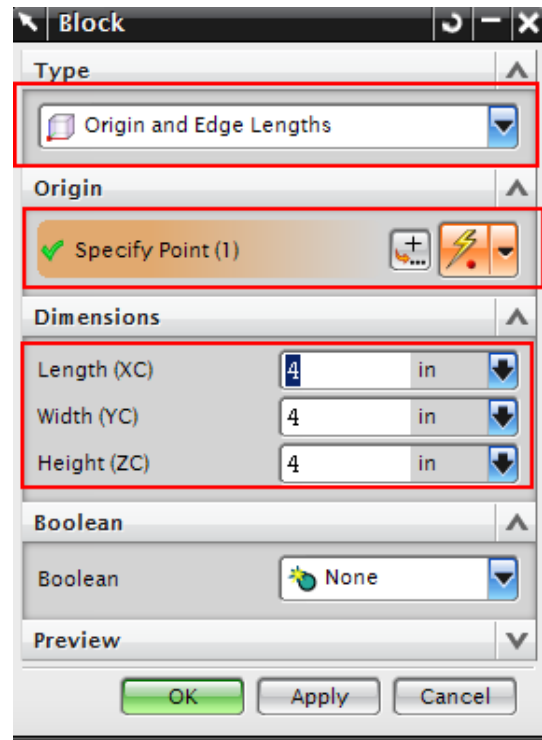 Block
Type
Origin and Edge Lengths
Origin
Specify Point (1)
Dimensions
Length (XC) 4 in
Width (YC) 4 in
Height (ZC) 4 in
Boolean
Boolean None
Preview
OK Apply Cancel